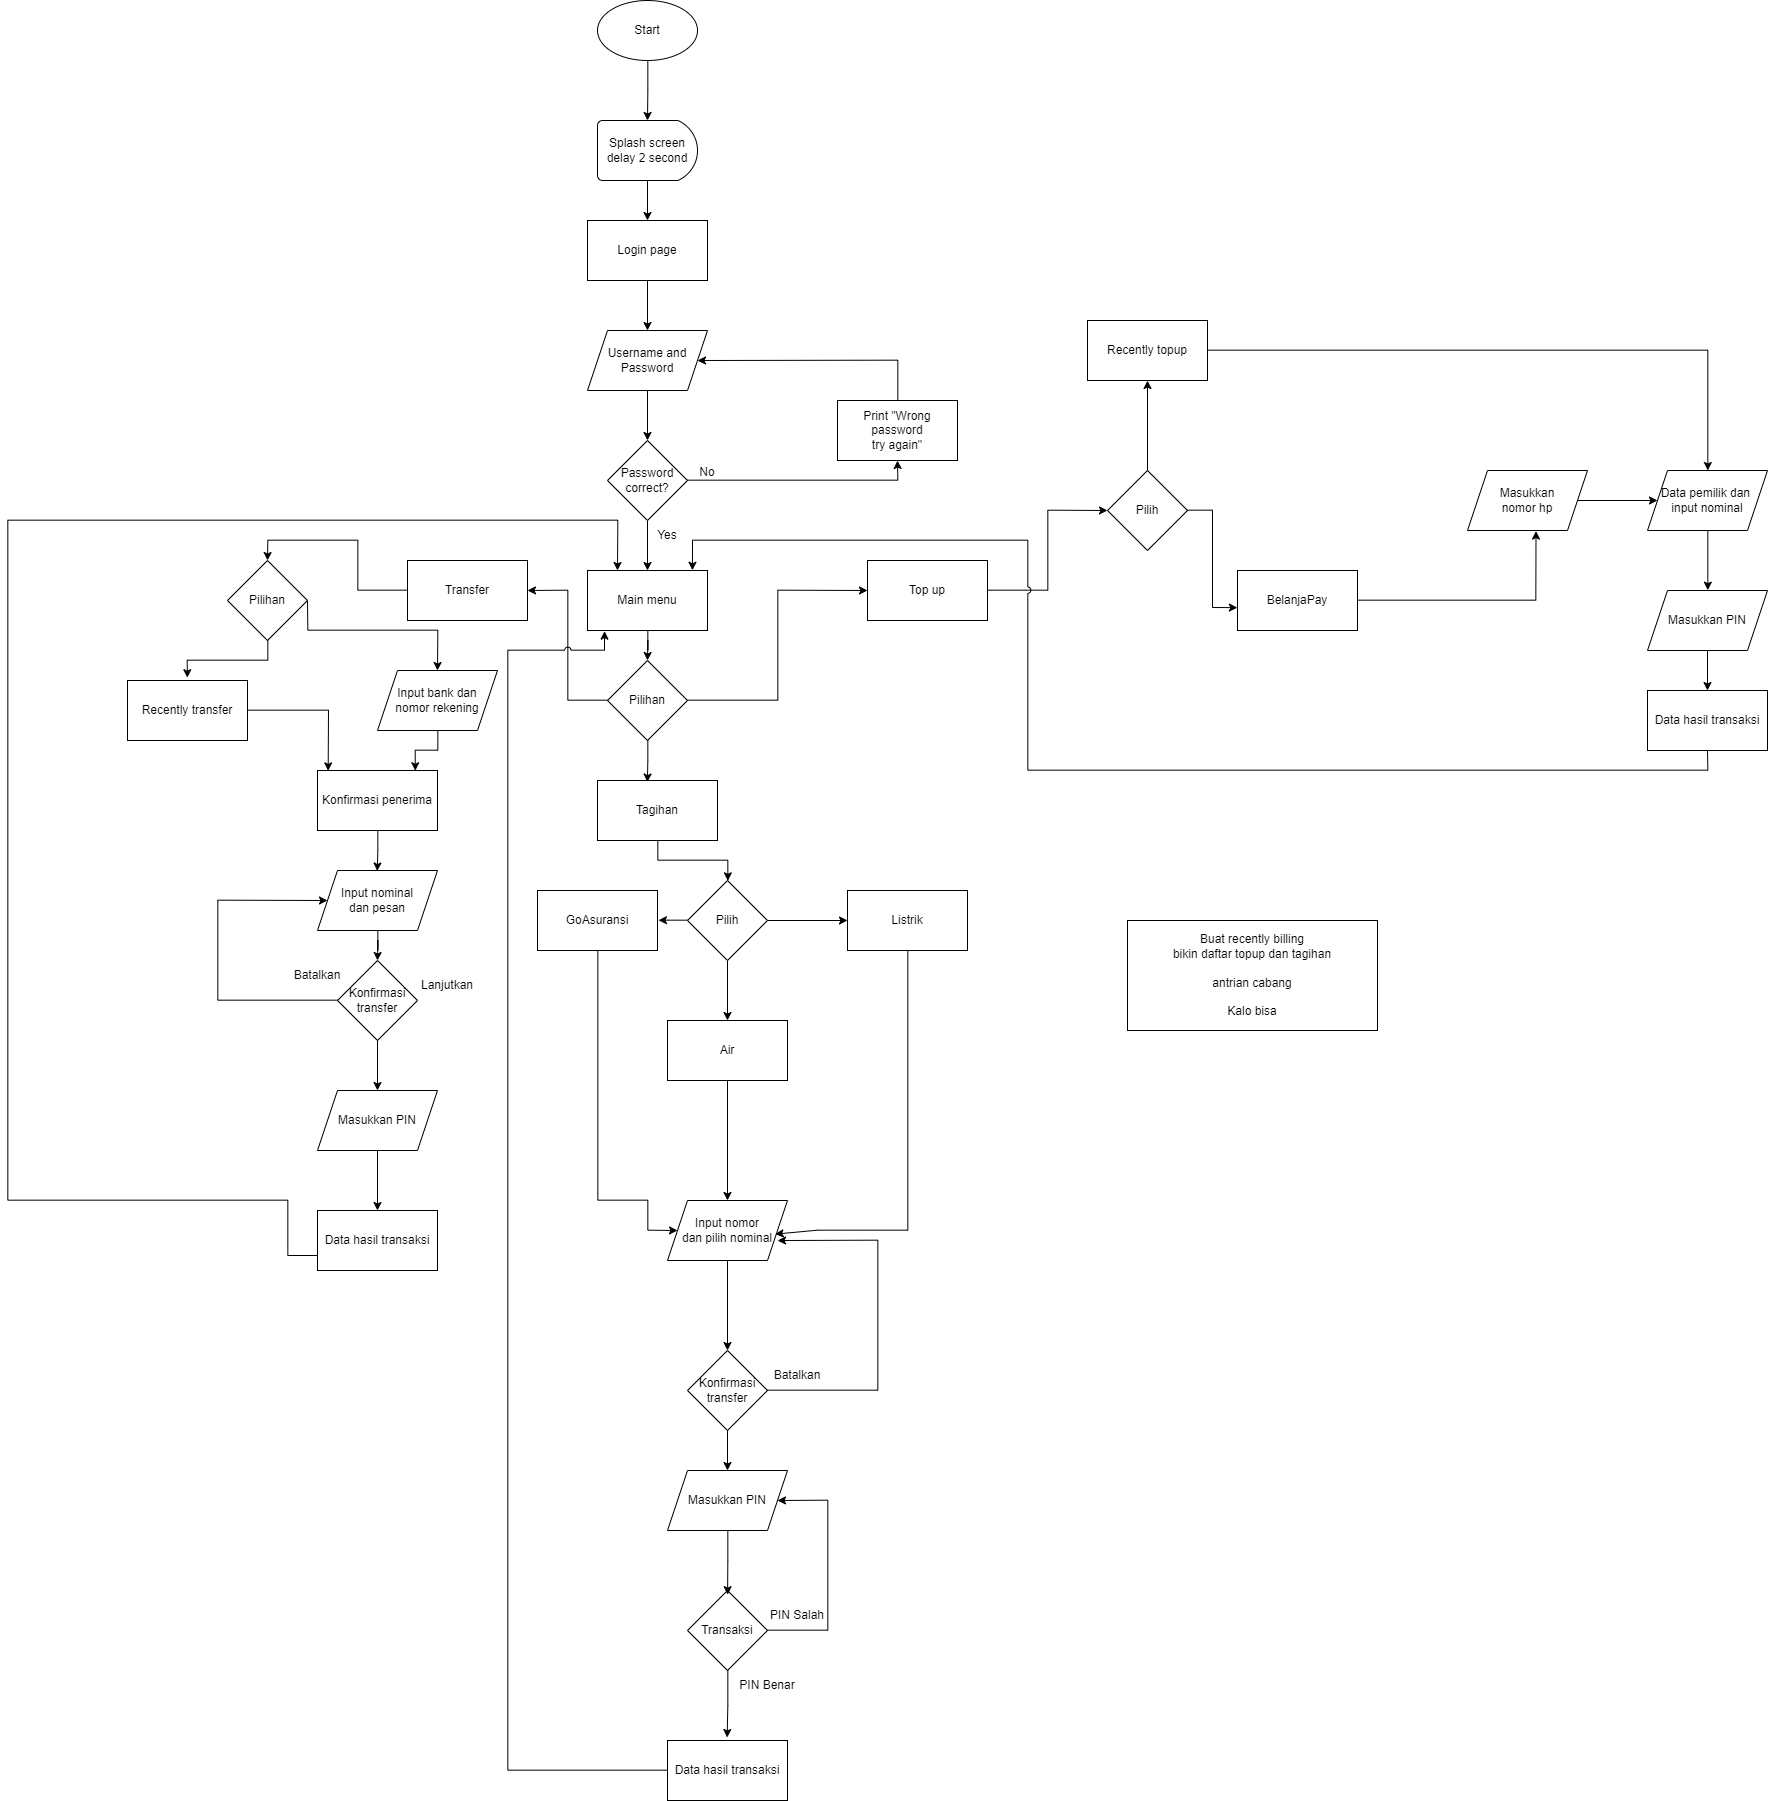 Start
Splash screen
delay 2 second
Login page
Username and
Password
Print "Wrong
password
try again"
Password
correct?
No
Yes
Recently topup
Masukkan
nomor hp
Data pemilik dan
input nominal
Pilih
BelanjaPay
Masukkan PIN
Data hasil transaksi
Pilihan
Transfer
Main menu
Top up
Recently transfer
Input bank dan
nomor rekening
Pilihan
Konfirmasi penerima
Tagihan
Input nominal
dan pesan
GoAsuransi
Pilih
Listrik
Buat recently billing
bikin daftar topup dan tagihan
antrian cabang
Kalo bisa
Batalkan
Lanjutkan
Konfirmasi
transfer
Air
Masukkan PIN
Data hasil transaksi
Input nomor
dan pilih nominal
Konfirmasi
transfer
Batalkan
Masukkan PIN
Transaksi
PIN Salah
PIN Benar
Data hasil transaksi